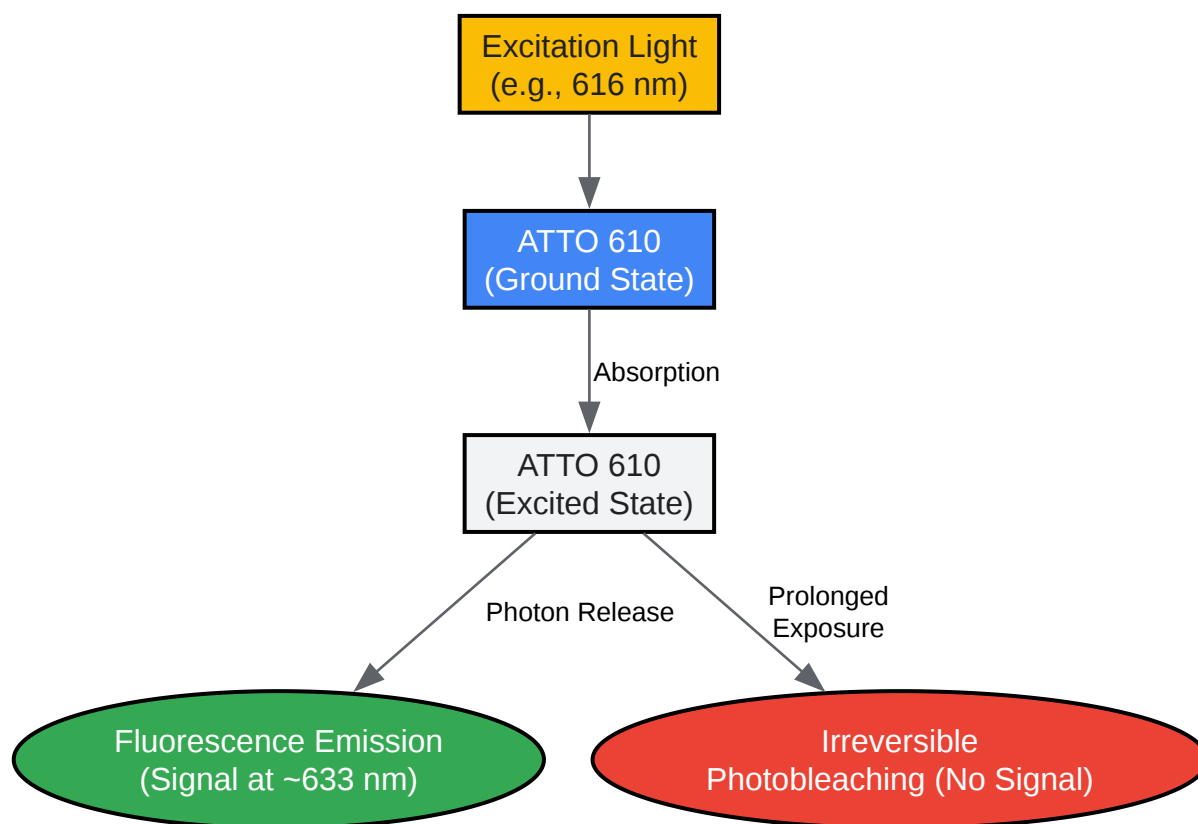 Excitation Light
(e.g., 616 nm)
ATTO 610
(Ground State)
Absorption
ATTO 610
(Excited State)
Photon Release
Prolonged
Exposure
Fluorescence Emission
(Signal at ~633 nm)
Irreversible
Photobleaching (No Signal)